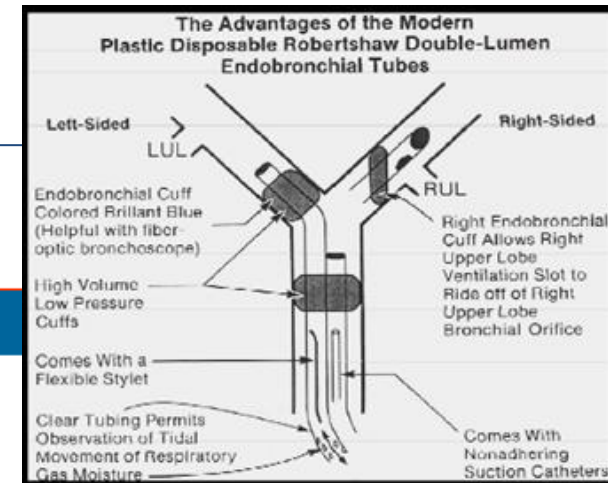 The Advantages of the Modern
Plastic Disposable Robertshaw Double-Lumen
Endobronchial Tubes
Left-Sided
LUL
Right-Sided
RUL
Endobronchial Cuff
Colored Brillant Blue
(Helpful with fiber-
optic bronchoscope)
High Volume
Low Pressure
Cuffs
Comes With a
Flexible Stylet
Clear Tubing Permits
Observation of Tidal
Movement of Respiratory
Gas Moisture
Right Endobronchial
Cuff Allows Right
Upper Lobe
Ventilation Slot to
Ride off of Right
Upper Lobe
Bronchial Orifice
Comes With
Nonadhering
Suction Catheters